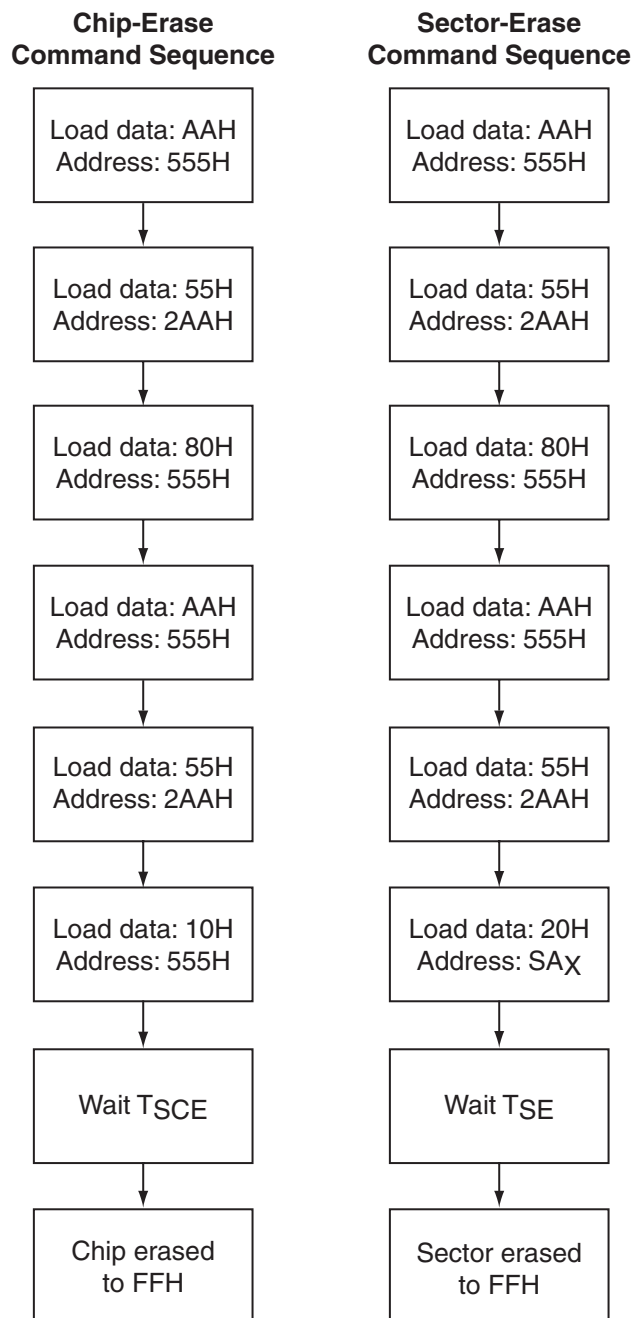 Chip-Erase
Command Sequence
Load data: AAH
Address: 555H
Load data: 55H
Address: 2AAH
Load data: 80H
Address: 555H
Load data: AAH
Address: 555H
Load data: 55H
Address: 2AAH
Load data: 10H
Address: 555H
Wait TSCE
Chip erased
to FFH
Sector-Erase
Command Sequence
Load data: AAH
Address: 555H
Load data: 55H
Address: 2AAH
Load data: 80H
Address: 555H
Load data: AAH
Address: 555H
Load data: 55H
Address: 2AAH
Load data: 20H
Address: SAX
Wait TSE
Sector erased
to FFH